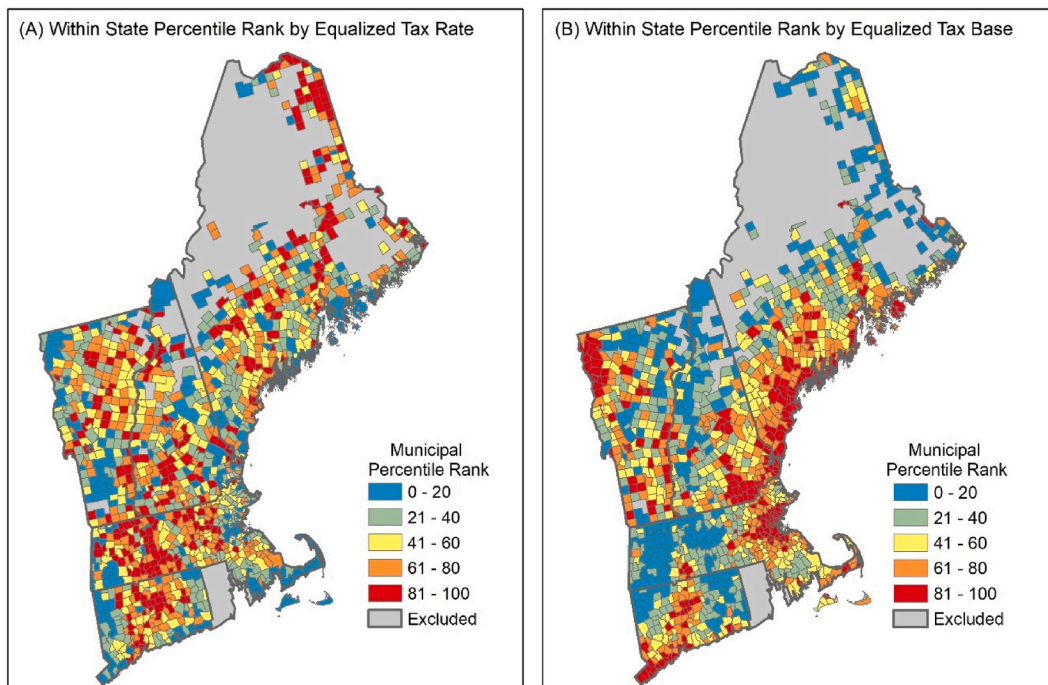 (A) Within State Percentile Rank by Equalized Tax Rate
Municipal
Percentile Rank
0 - 20
21 - 40
41 - 60
61 - 80
81 - 100
Excluded
(B) Within State Percentile Rank by Equalized Tax Base
Municipal
Percentile Rank
0 - 20
21 - 40
41 - 60
61 - 80
81 - 100
Excluded